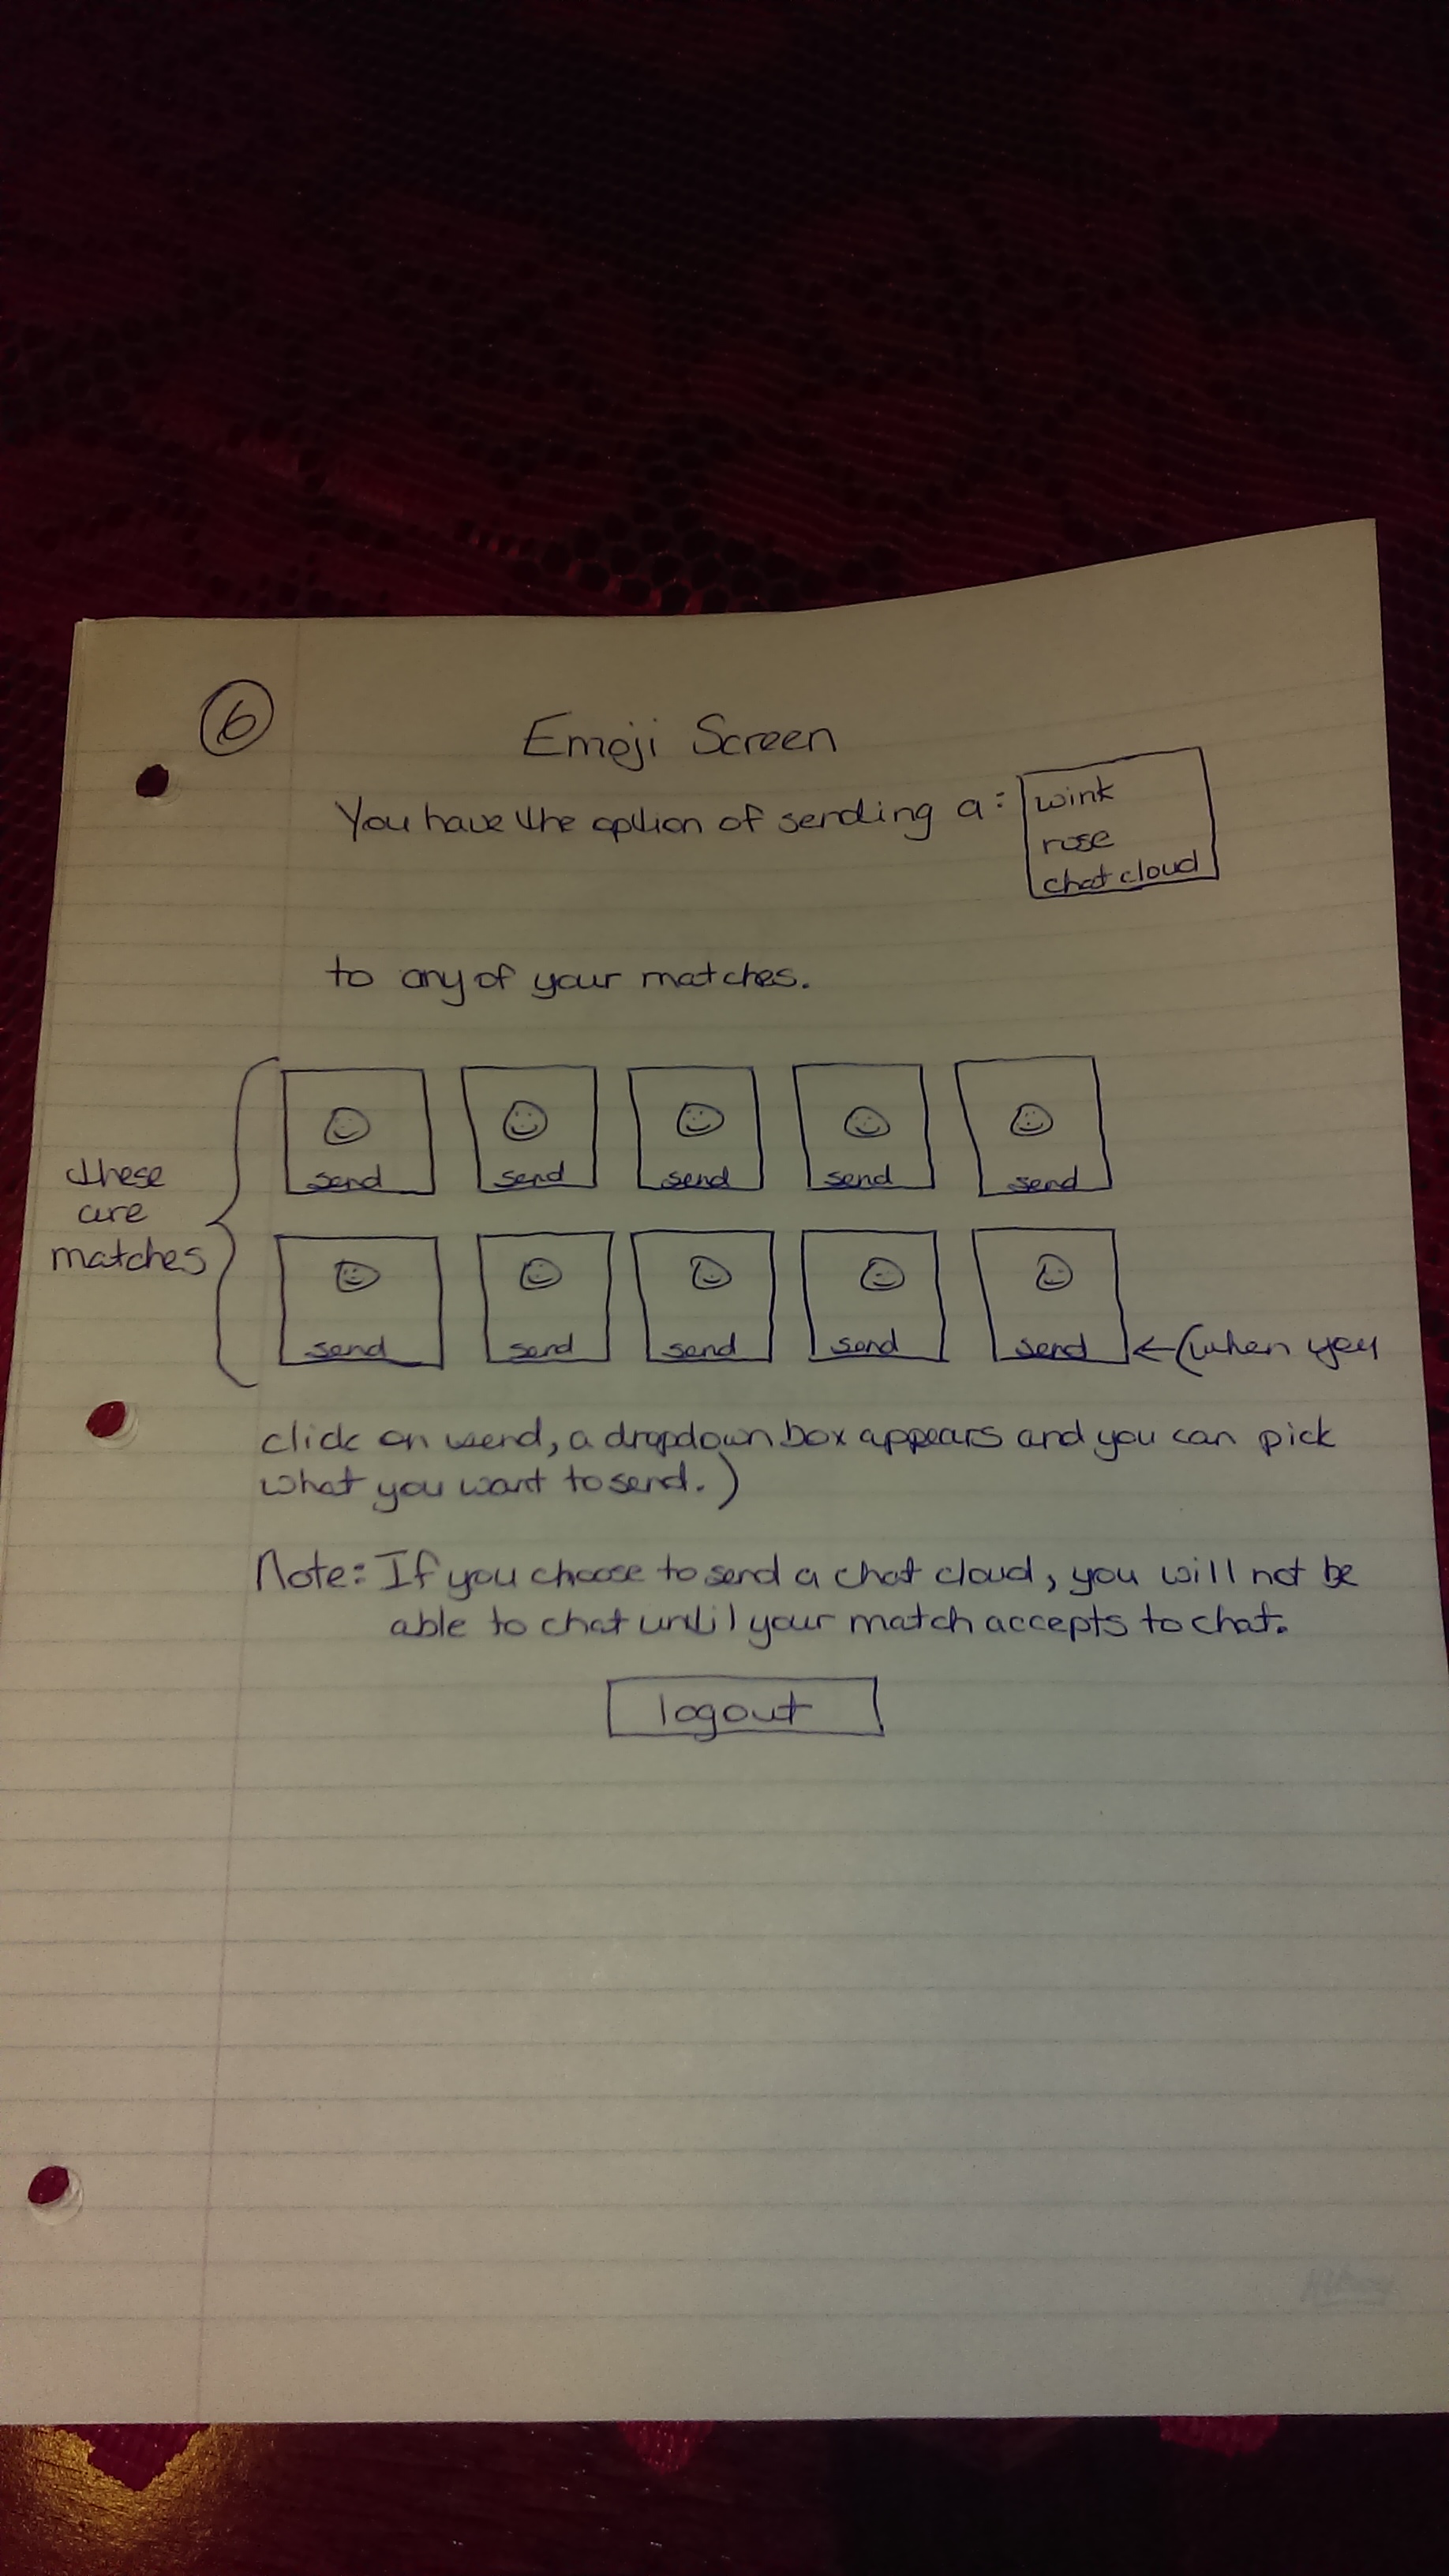 6
Emoji Screen
You have the option of sending a:
wink
rose
chat cloud
to any of your matches.
these
are
matches
send send send send send
send send send send send ←(when you
click on send, a dropdown box appears and you can pick
what you want to send.)
Note: If you choose to send a chat cloud, you will not be
able to chat until your match accepts to chat.
logout